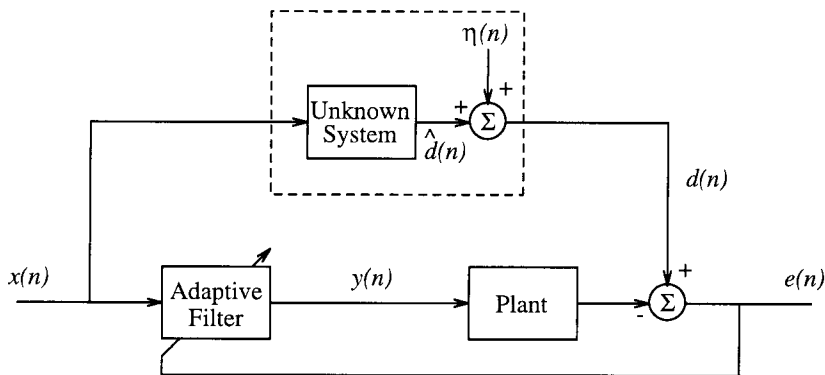 η(n)
+
+
Unknown
System
Σ
d̂(n)
d(n)
x(n)
+
e(n)
y(n)
Adaptive
Filter
Plant
Σ
-